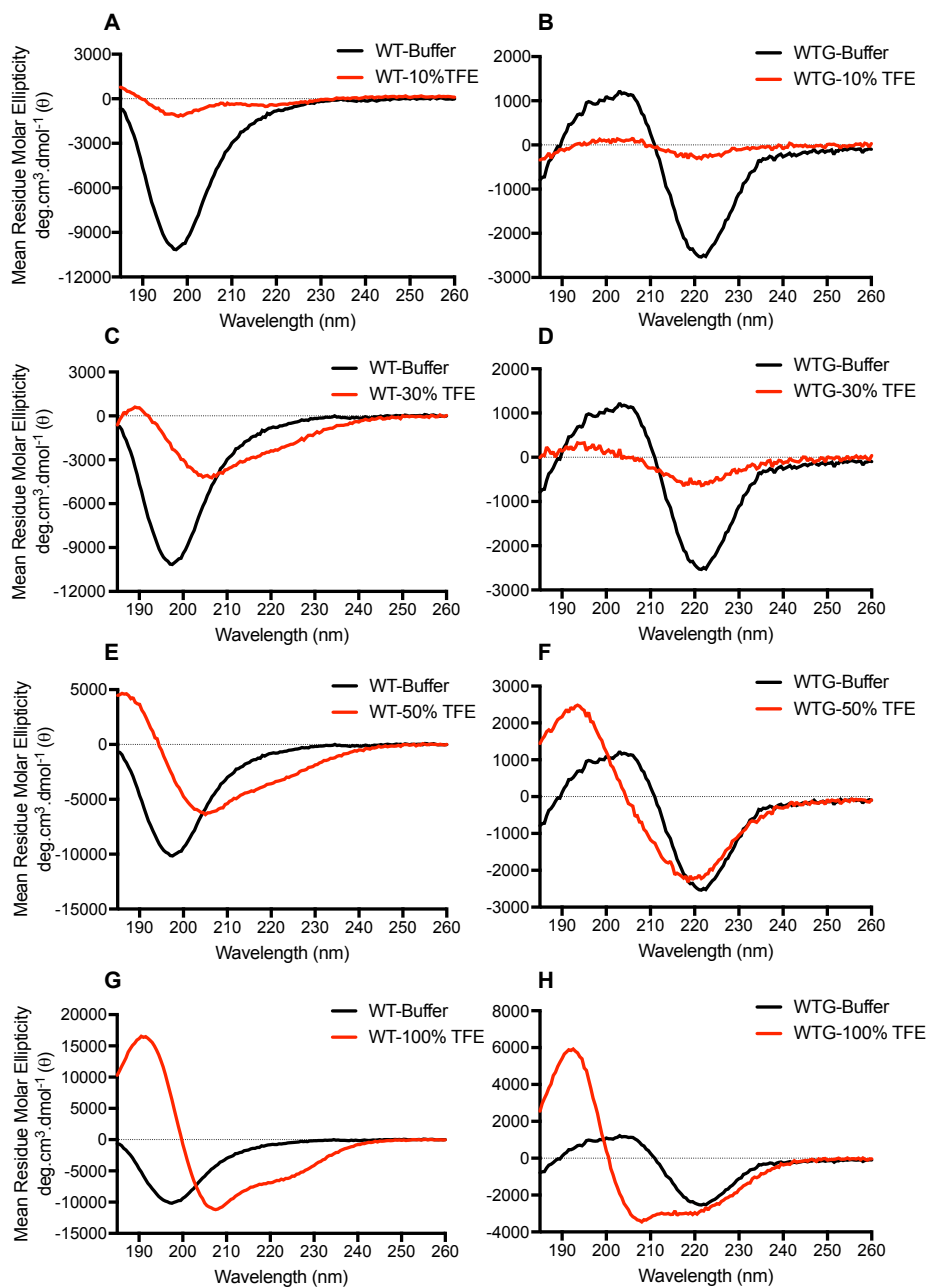 A
Mean Residue Molar Ellipticity
deg.cm³.dmol⁻¹ (θ)
3000
0
-3000
-6000
-9000
-12000
WT-Buffer
WT-10%TFE
190 200 210 220 230 240 250 260
Wavelength (nm)
B
2000
1000
0
-1000
-2000
-3000
WTG-Buffer
WTG-10% TFE
190 200 210 220 230 240 250 260
Wavelength (nm)
C
Mean Residue Molar Ellipticity
deg.cm³.dmol⁻¹ (θ)
3000
0
-3000
-6000
-9000
-12000
WT-Buffer
WT-30% TFE
190 200 210 220 230 240 250 260
Wavelength (nm)
D
2000
1000
0
-1000
-2000
-3000
WTG-Buffer
WTG-30% TFE
190 200 210 220 230 240 250 260
Wavelength (nm)
E
Mean Residue Molar Ellipticity
deg.cm³.dmol⁻¹ (θ)
5000
0
-5000
-10000
-15000
WT-Buffer
WT-50% TFE
190 200 210 220 230 240 250 260
Wavelength (nm)
F
3000
2000
1000
0
-1000
-2000
-3000
WTG-Buffer
WTG-50% TFE
190 200 210 220 230 240 250 260
Wavelength (nm)
G
Mean Residue Molar Ellipticity
deg.cm³.dmol⁻¹ (θ)
20000
15000
10000
5000
0
-5000
-10000
-15000
WT-Buffer
WT-100% TFE
190 200 210 220 230 240 250 260
Wavelength (nm)
H
8000
6000
4000
2000
0
-2000
-4000
WTG-Buffer
WTG-100% TFE
190 200 210 220 230 240 250 260
Wavelength (nm)